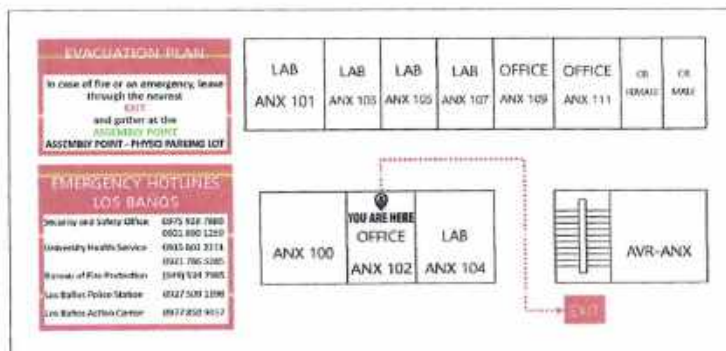 EVACUATION PLAN
In case of fire or an emergency, leave
through the nearest
EXIT
and gather at the
ASSEMBLY POINT
ASSEMBLY POINT - PHYSIO PARKING LOT
EMERGENCY HOTLINES
LOS BAÑOS
Security and Safety Office
University Health Service
Bureau of Fire Protection
Los Baños Police Station
Los Baños Action Center
LAB
ANX 101
LAB
ANX 103
LAB
ANX 105
LAB
ANX 107
OFFICE
ANX 109
OFFICE
ANX 111
CR
FEMALE
CR
MALE
ANX 100
YOU ARE HERE
OFFICE
ANX 102
LAB
ANX 104
AVR-ANX
EXIT